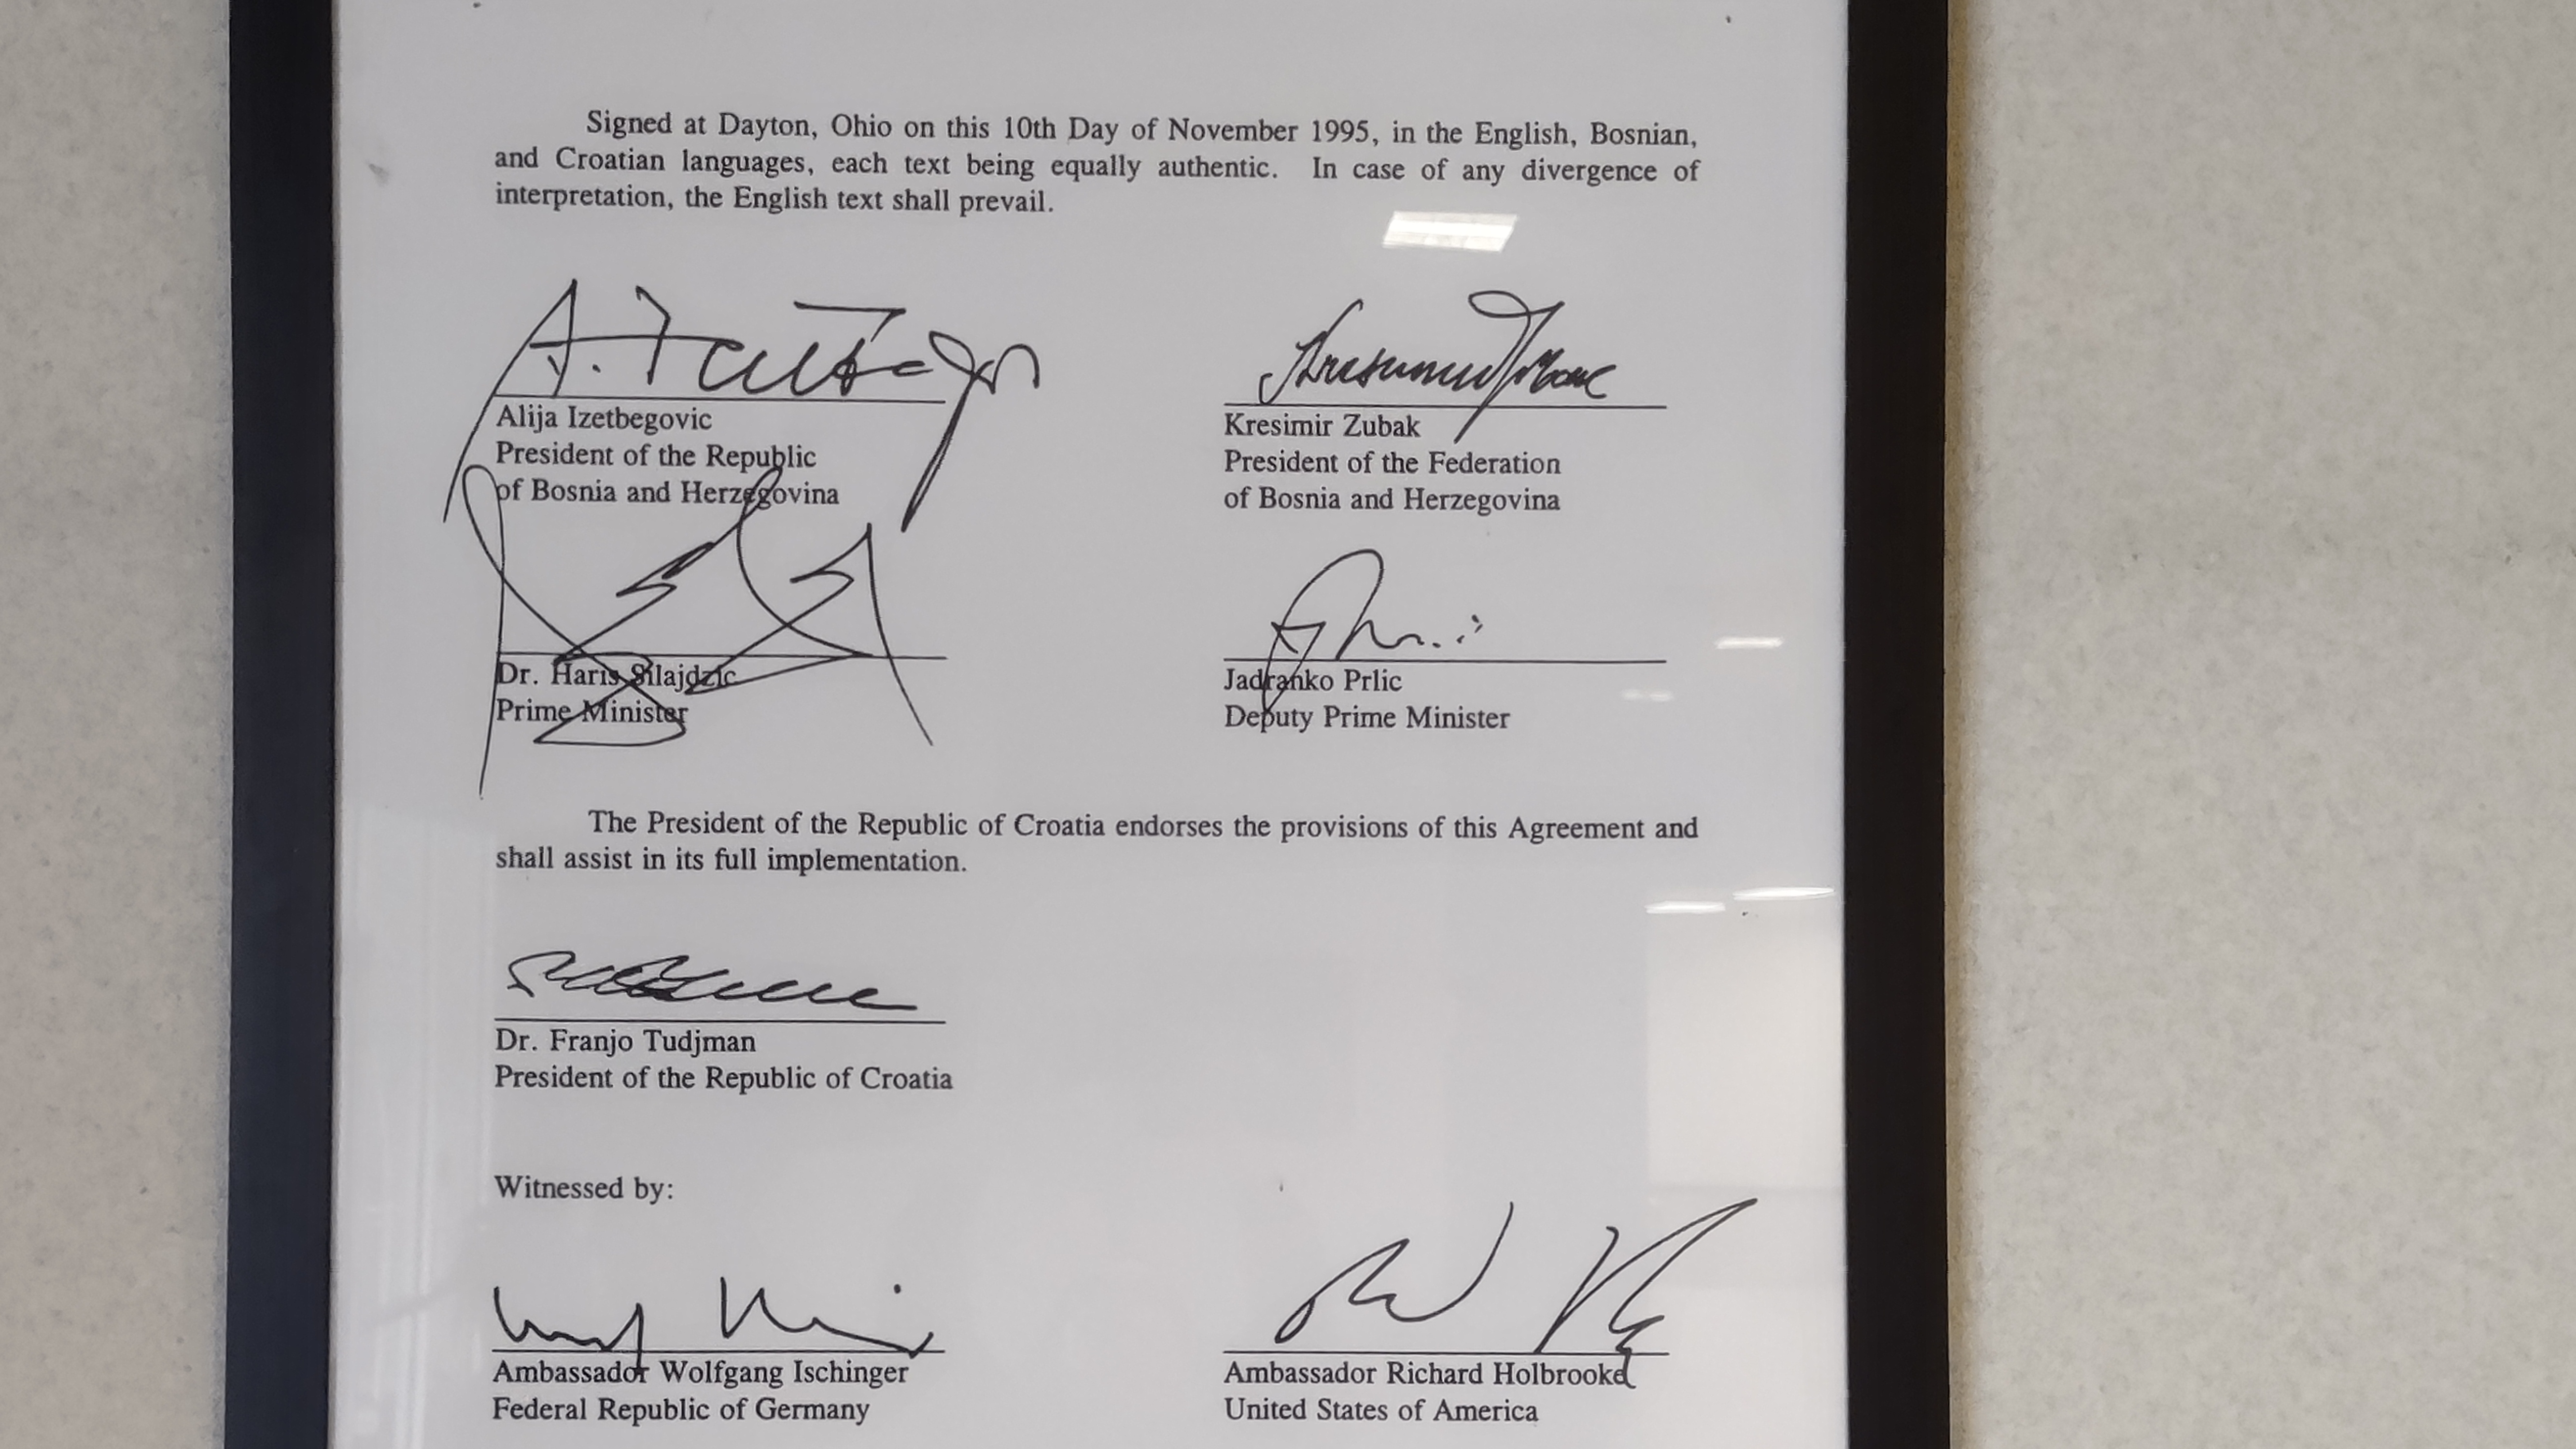 Signed at Dayton, Ohio on this 10th Day of November 1995, in the English, Bosnian,
and Croatian languages, each text being equally authentic. In case of any divergence of
interpretation, the English text shall prevail.
Alija Izetbegovic
President of the Republic
of Bosnia and Herzegovina
Kresimir Zubak
President of the Federation
of Bosnia and Herzegovina
Dr. Haris Silajdzic
Prime Minister
Jadranko Prlic
Deputy Prime Minister
The President of the Republic of Croatia endorses the provisions of this Agreement and
shall assist in its full implementation.
Dr. Franjo Tudjman
President of the Republic of Croatia
Witnessed by:
Ambassador Wolfgang Ischinger
Federal Republic of Germany
Ambassador Richard Holbrooke
United States of America